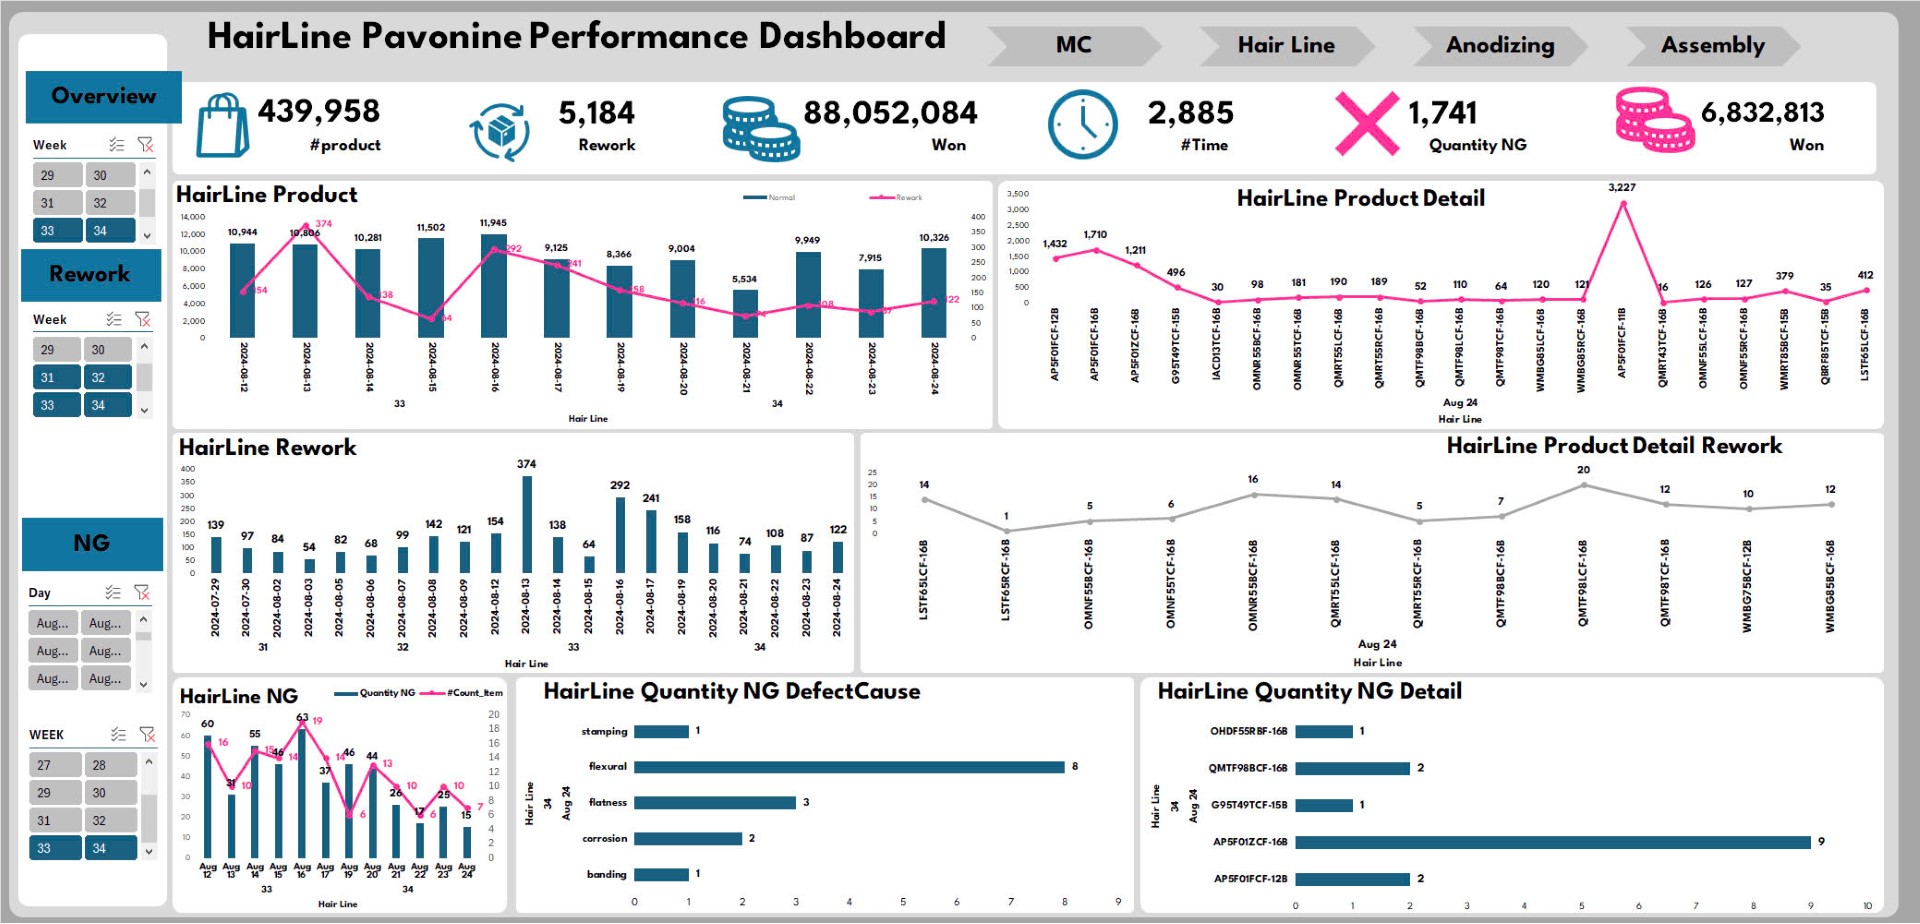 HairLine Pavonine Performance Dashboard
MC
Hair Line
Anodizing
Assembly
Overview
439,958
#product
5,184
Rework
88,052,084
Won
2,885
#Time
1,741
Quantity NG
6,832,813
Won
Week
29 30
31 32
33 34
Rework
Week
29 30
31 32
33 34
NG
Day
Aug... Aug...
Aug... Aug...
Aug... Aug...
WEEK
27 28
29 30
31 32
33 34
HairLine Product
Normal Rework
14,000
12,000
10,000
8,000
6,000
4,000
2,000
0
10,944 10,806 10,281 11,502 11,945 9,125 8,366 9,004 5,534 9,949 7,915 10,326
374 292 241
400
350
300
250
200
150
100
50
0
2024-08-12 2024-08-13 2024-08-14 2024-08-15 2024-08-16 2024-08-17 2024-08-19 2024-08-20 2024-08-21 2024-08-22 2024-08-23 2024-08-24
33 34
Hair Line
HairLine Product Detail
3,500
3,000
2,500
2,000
1,500
1,000
500
0
1,432 1,710 1,211 496 30 98 181 190 189 52 110 64 120 121 3,227 16 126 127 379 35 412
AP5F01FCF-12B AP5F01FCF-16B AP5F01ZCF-16B G95T49TCF-15B IACD13TCF-16B OMNR55BCF-16B OMNR55TCF-16B QMRT55LCF-16B QMRT55RCF-16B QMTF98BCF-16B QMTF98LCF-16B QMTF98TCF-16B WMBG85LCF-16B WMBG85RCF-16B AP5F01FCF-11B QMRT43TCF-16B OMNF55LCF-16B OMNF55RCF-16B WMRT85BCF-15B Q8RF85TCF-15B LSTF65LCF-16B
Aug 24
Hair Line
HairLine Rework
400
350
300
250
200
150
100
50
0
139 97 84 54 82 68 99 142 121 154 374 138 64 292 241 158 116 74 108 87 122
2024-07-29 2024-07-30 2024-08-02 2024-08-03 2024-08-05 2024-08-06 2024-08-07 2024-08-08 2024-08-09 2024-08-12 2024-08-13 2024-08-14 2024-08-15 2024-08-16 2024-08-17 2024-08-19 2024-08-20 2024-08-21 2024-08-22 2024-08-23 2024-08-24
31 32 33 34
Hair Line
HairLine Product Detail Rework
25
20
15
10
5
0
14 1 5 6 16 14 5 7 20 12 10 12
LSTF65LCF-16B LSTF65RCF-16B OMNF55BCF-16B OMNF55TCF-16B OMNR55BCF-16B QMRT55LCF-16B QMRT55RCF-16B QMTF98BCF-16B QMTF98LCF-16B QMTF98TCF-16B WMBG75BCF-12B WMBG85BCF-16B
Aug 24
Hair Line
HairLine NG
Quantity NG #Count_Item
70
60
50
40
30
20
10
0
60 31 55 46 63 37 46 44 26 17 25 15
16 10 15 14 19 14 6 13 10 6 10 7
20
18
16
14
12
10
8
6
4
2
0
Aug 12 Aug 13 Aug 14 Aug 15 Aug 16 Aug 17 Aug 19 Aug 20 Aug 21 Aug 22 Aug 23 Aug 24
33 34
Hair Line
HairLine Quantity NG DefectCause
Hair Line
34
Aug 24
stamping 1
flexural 8
flatness 3
corrosion 2
banding 1
0 1 2 3 4 5 6 7 8 9
HairLine Quantity NG Detail
Hair Line
34
Aug 24
OHDF55RBF-16B 1
QMTF98BCF-16B 2
G95T49TCF-15B 1
AP5F01ZCF-16B 9
AP5F01FCF-12B 2
0 1 2 3 4 5 6 7 8 9 10